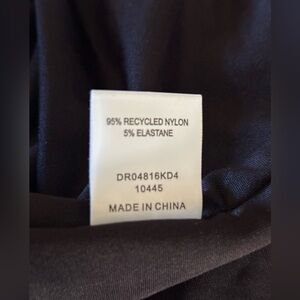 95% RECYCLED NYLON
5% ELASTANE
DR04816KD4
10445
MADE IN CHINA